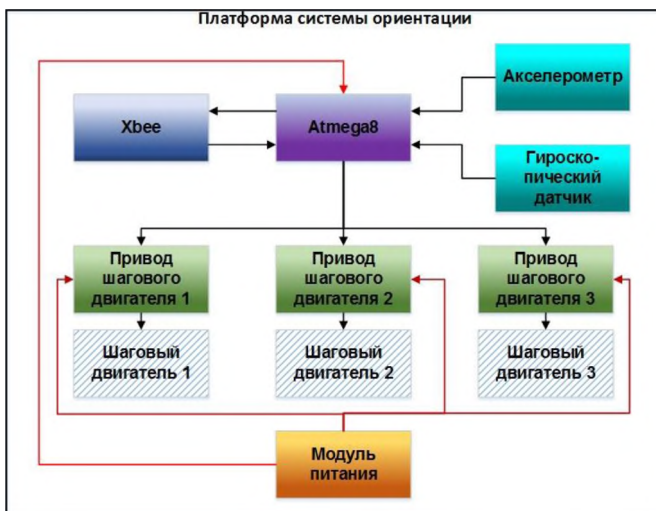 Платформа системы ориентации
Акселерометр
Xbee
Atmega8
Гироско-
пический
датчик
Привод
шагового
двигателя 1
Привод
шагового
двигателя 2
Привод
шагового
двигателя 3
Шаговый
двигатель 1
Шаговый
двигатель 2
Шаговый
двигатель 3
Модуль
питания